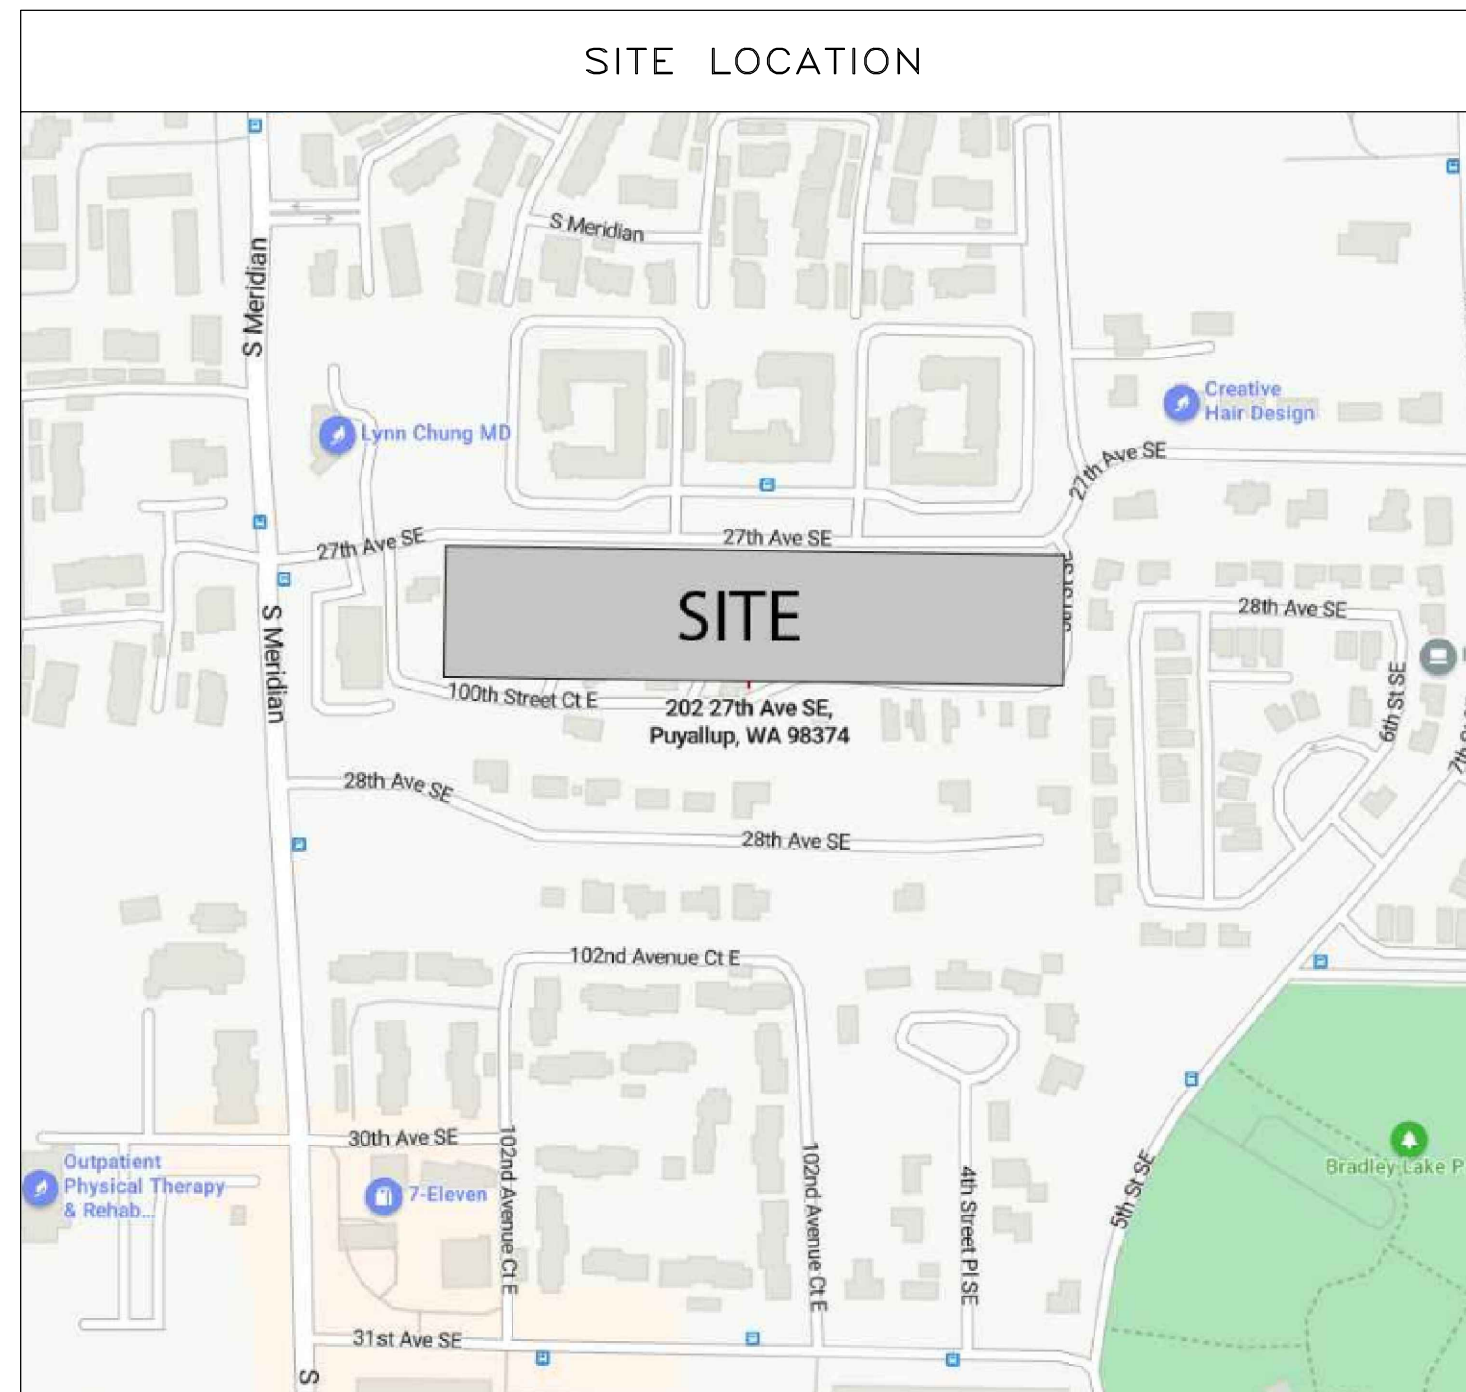 SITE LOCATION
S Meridian
S Meridian
Creative
Hair Design
Lynn Chung MD
27th Ave SE
27th Ave SE
27th Ave SE
SITE
28th Ave SE
S Meridian
6th St SE
100th Street Ct E
202 27th Ave SE,
Puyallup, WA 98374
28th Ave SE
28th Ave SE
102nd Avenue Ct E
30th Ave SE
Outpatient
Physical Therapy
& Rehab...
7-Eleven
102nd Avenue Ct E
102nd Avenue Ct E
4th Street Pl SE
5th St SE
Bradley Lake P
31st Ave SE
S